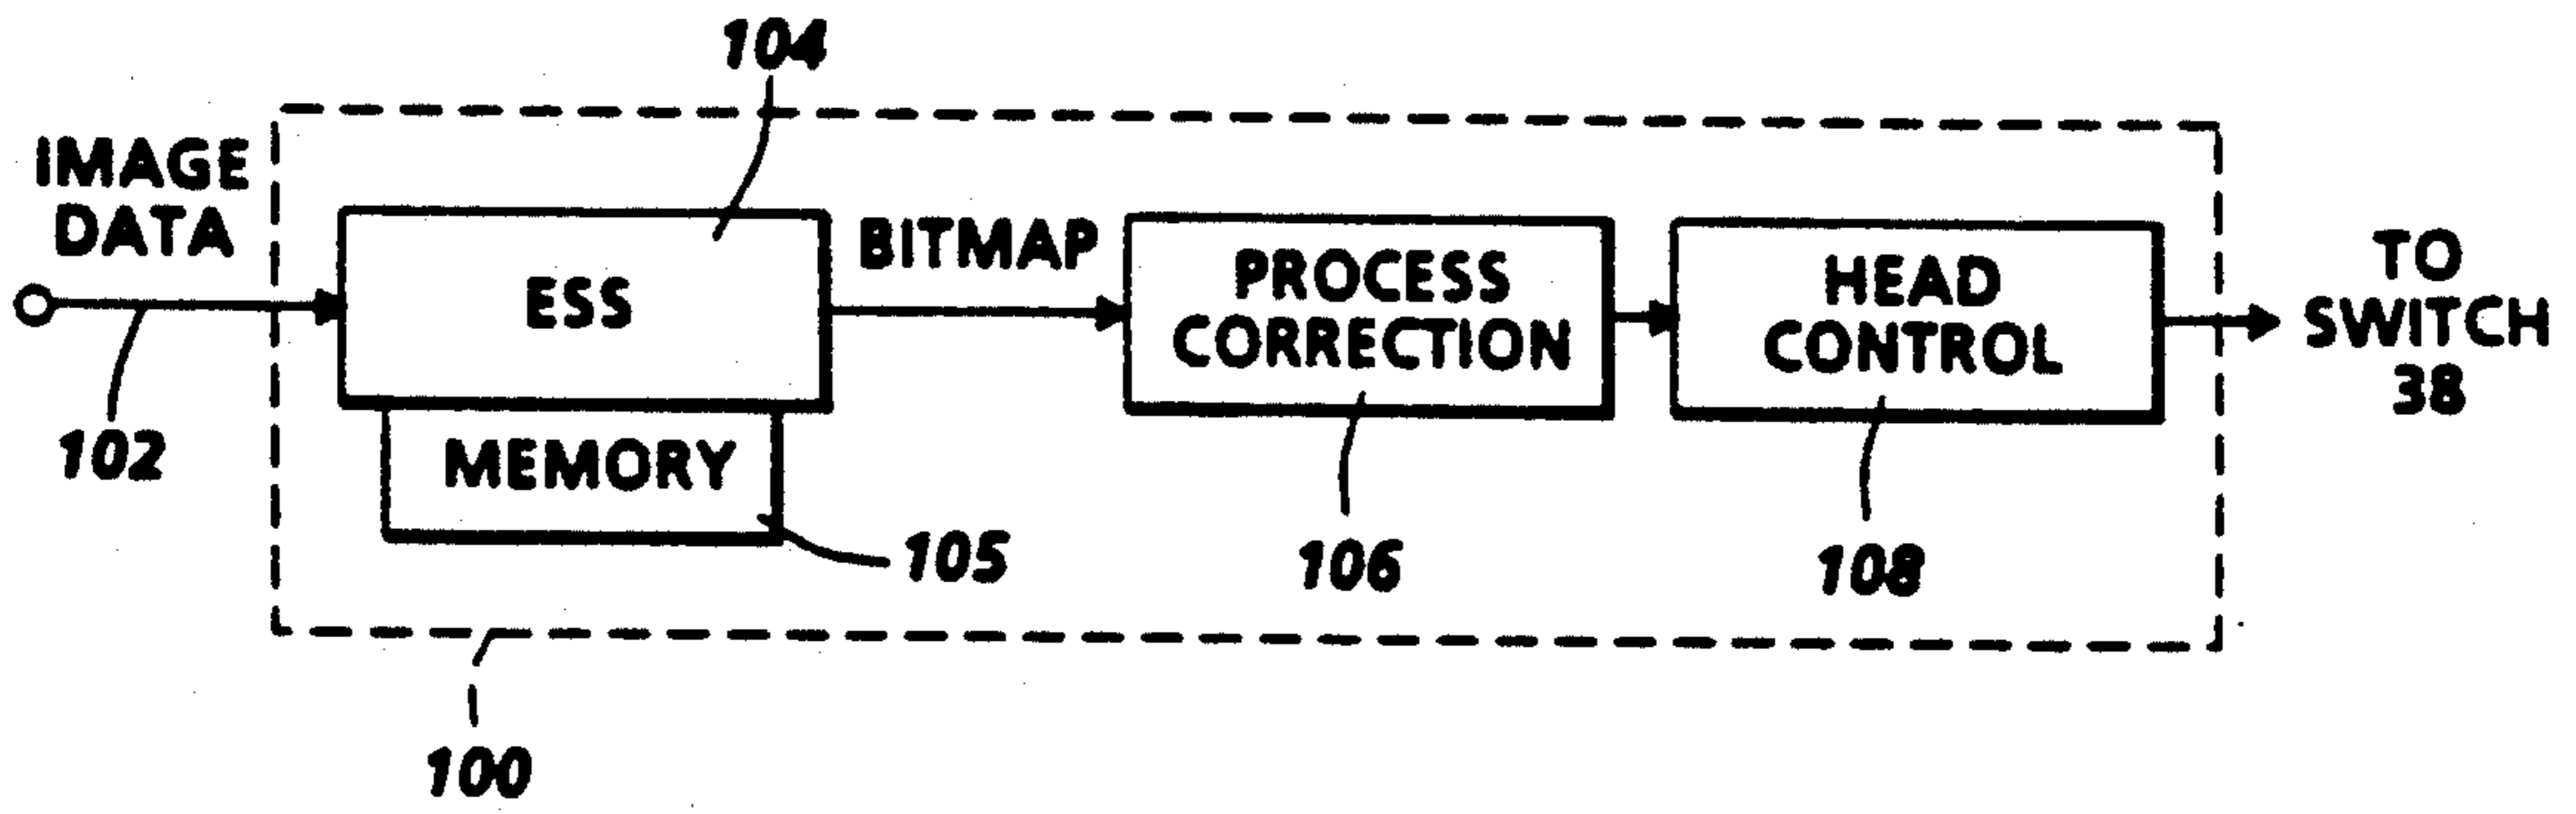 104
IMAGE
DATA
BITMAP
ESS
PROCESS
CORRECTION
HEAD
CONTROL
TO
SWITCH
38
102
MEMORY
105
106
108
100